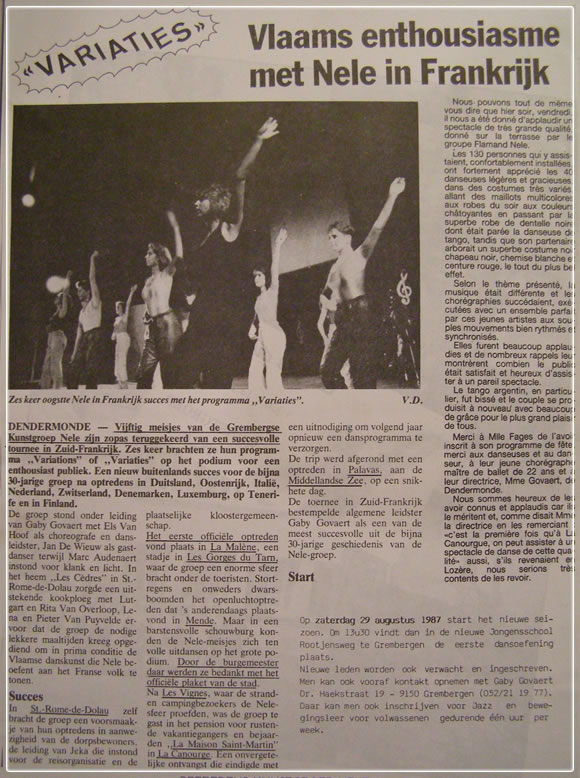 «VARIATIES»
Vlaams enthousiasme
met Nele in Frankrijk
Zes keer oogstte Nele in Frankrijk succes met het programma ,,Variaties". V.D.
DENDERMONDE — Vijftig meisjes van de Grembergse
Kunstgroep Nele zijn zopas teruggekeerd van een succesvolle
tournee in Zuid-Frankrijk. Zes keer brachten ze hun program-
ma ,,Variations" of ,,Variaties" op het podium voor een
enthousiast publiek. Een nieuw buitenlands succes voor de bijna
30-jarige groep na optredens in Duitsland, Oostenrijk, Italië,
Nederland, Zwitserland, Denemarken, Luxemburg, op Tenerif-
fe en in Finland.
De groep stond onder leiding
van Gaby Govaert met Els Van
Hoof als choreografe en dans-
leidster, Jan De Wieuw als gast-
danser terwijl Marc Audenaert
instond voor klank en licht. In
het heem ,,Les Cèdres" in St.-
Rome-de-Dolau zorgde een uit-
stekende kookploeg met Lut-
gart en Rita Van Overloop, Le-
na en Pieter Van Puyvelde er-
voor dat de groep de nodige
lekkere maaltijden kreeg opge-
diend om in prima conditie de
Vlaamse danskunst die Nele be-
oefent aan het Franse volk te
tonen.
Succes
In St.-Rome-de-Dolau zelf
bracht de groep een voorsmaak-
je van hun optredens in aanwe-
zigheid van de dorpsbewoners,
de leiding van Jeka die instond
voor de reisorganisatie en de
plaatselijke kloostergemeen-
schap.
Het eerste officiële optreden
vond plaats in La Malène, een
stadje in Les Gorges du Tarn,
waar de groep een enorme sfeer
bracht onder de toeristen. Stort-
regens en onweders dwars-
boomden het openluchtoptre-
den dat 's anderendaags plaats-
vond in Mende. Maar in een
barstensvolle schouwburg kon-
den de Nele-meisjes zich ten
volle uitdansen op het grote po-
dium. Door de burgemeester
daar werden ze bedankt met het
officiële plaket van de stad.
Na Les Vignes, waar de strand-
en campingbezoekers de Nele-
sfeer proefden, was de groep te
gast in het pension voor rusten-
de vakantiegangers en bejaar-
den ,,La Maison Saint-Martin"
in La Canourge. Een onvergete-
lijke ontvangst die eindigde met
een uitnodiging om volgend jaar
opnieuw een dansprogramma te
verzorgen.
De trip werd afgerond met een
optreden in Palavas, aan de
Middellandse Zee, op een snik-
hete dag.
De toernee in Zuid-Frankrijk
bestempelde algemene leidster
Gaby Govaert als een van de
meest succesvolle uit de bijna
30-jarige geschiedenis van de
Nele-groep.
Start
Op zaterdag 29 augustus 1987 start het nieuwe sei-
zoen. Om 13u30 vindt dan in de nieuwe Jongensschool
Rootjensweg te Grembergen de eerste dansoefening
plaats.
Nieuwe leden worden ook verwacht en ingeschreven.
Men kan ook vooraf kontakt opnemen met Gaby Govaert
Dr. Haekstraat 19 - 9150 Grembergen (052/21 19 77).
Daar kan men ook inschrijven voor Jazz en bewe-
gingsleer voor volwassenen gedurende één uur per
week.
Nous pouvons tout de même
vous dire que hier soir, vendredi,
il nous a été donné d'applaudir un
spectacle de très grande qualité,
donné sur la terrasse par le
groupe Flamand Nele.
Les 130 personnes qui y assis-
taient, confortablement installées,
ont fortement apprécié les 40
danseuses légères et gracieuses,
dans des costumes très variés,
allant des maillots multicolores
aux robes du soir aux couleurs
châtoyantes en passant par la
superbe robe de dentelle noire
dont était parée la danseuse de
tango, tandis que son partenaire
arborait un superbe costume noir,
chapeau noir, chemise blanche et
centure rouge, le tout du plus bel
effet.
Selon le thème présenté, la
musique était différente et les
chorégraphies succédaient, exé-
cutées avec un ensemble parfait
par ces jeunes artistes aux sou-
ples mouvements bien rythmés et
synchronisés.
Elles furent beaucoup applau-
dies et de nombreux rappels leur
montrèrent combien le public
était satisfait et heureux d'assis-
ter à un pareil spectacle.
Le tango argentin, en particu-
lier, fut bissé et le couple se pro-
duisit à nouveau avec beaucoup
de grâce pour le plus grand plaisir
de tous.
Merci à Mlle Fages de l'avoir
inscrit à son programme de fête,
merci aux danseuses et au dan-
seur, à leur jeune chorégraphe
maître de ballet de 22 ans et à
leur directrice, Mme Govaert, de
Dendermonde.
Nous sommes heureux de les
avoir connus et applaudis car ils
le méritent et, comme disait Mme
la directrice en les remerciant :
«c'est la première fois qu'à La
Canourgue, on peut assister à un
spectacle de danse de cette qua-
lité» aussi, s'ils revenaient en
Lozère, nous serions très
contents de les revoir.